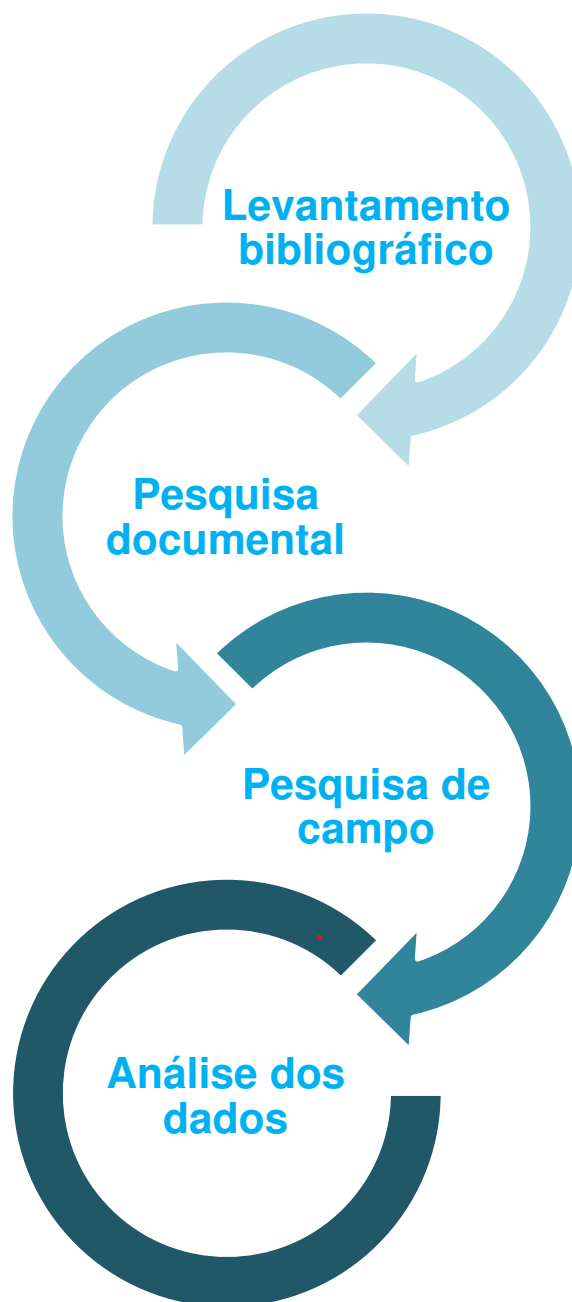 Levantamento
bibliográfico
Pesquisa
documental
Pesquisa de
campo
Análise dos
dados